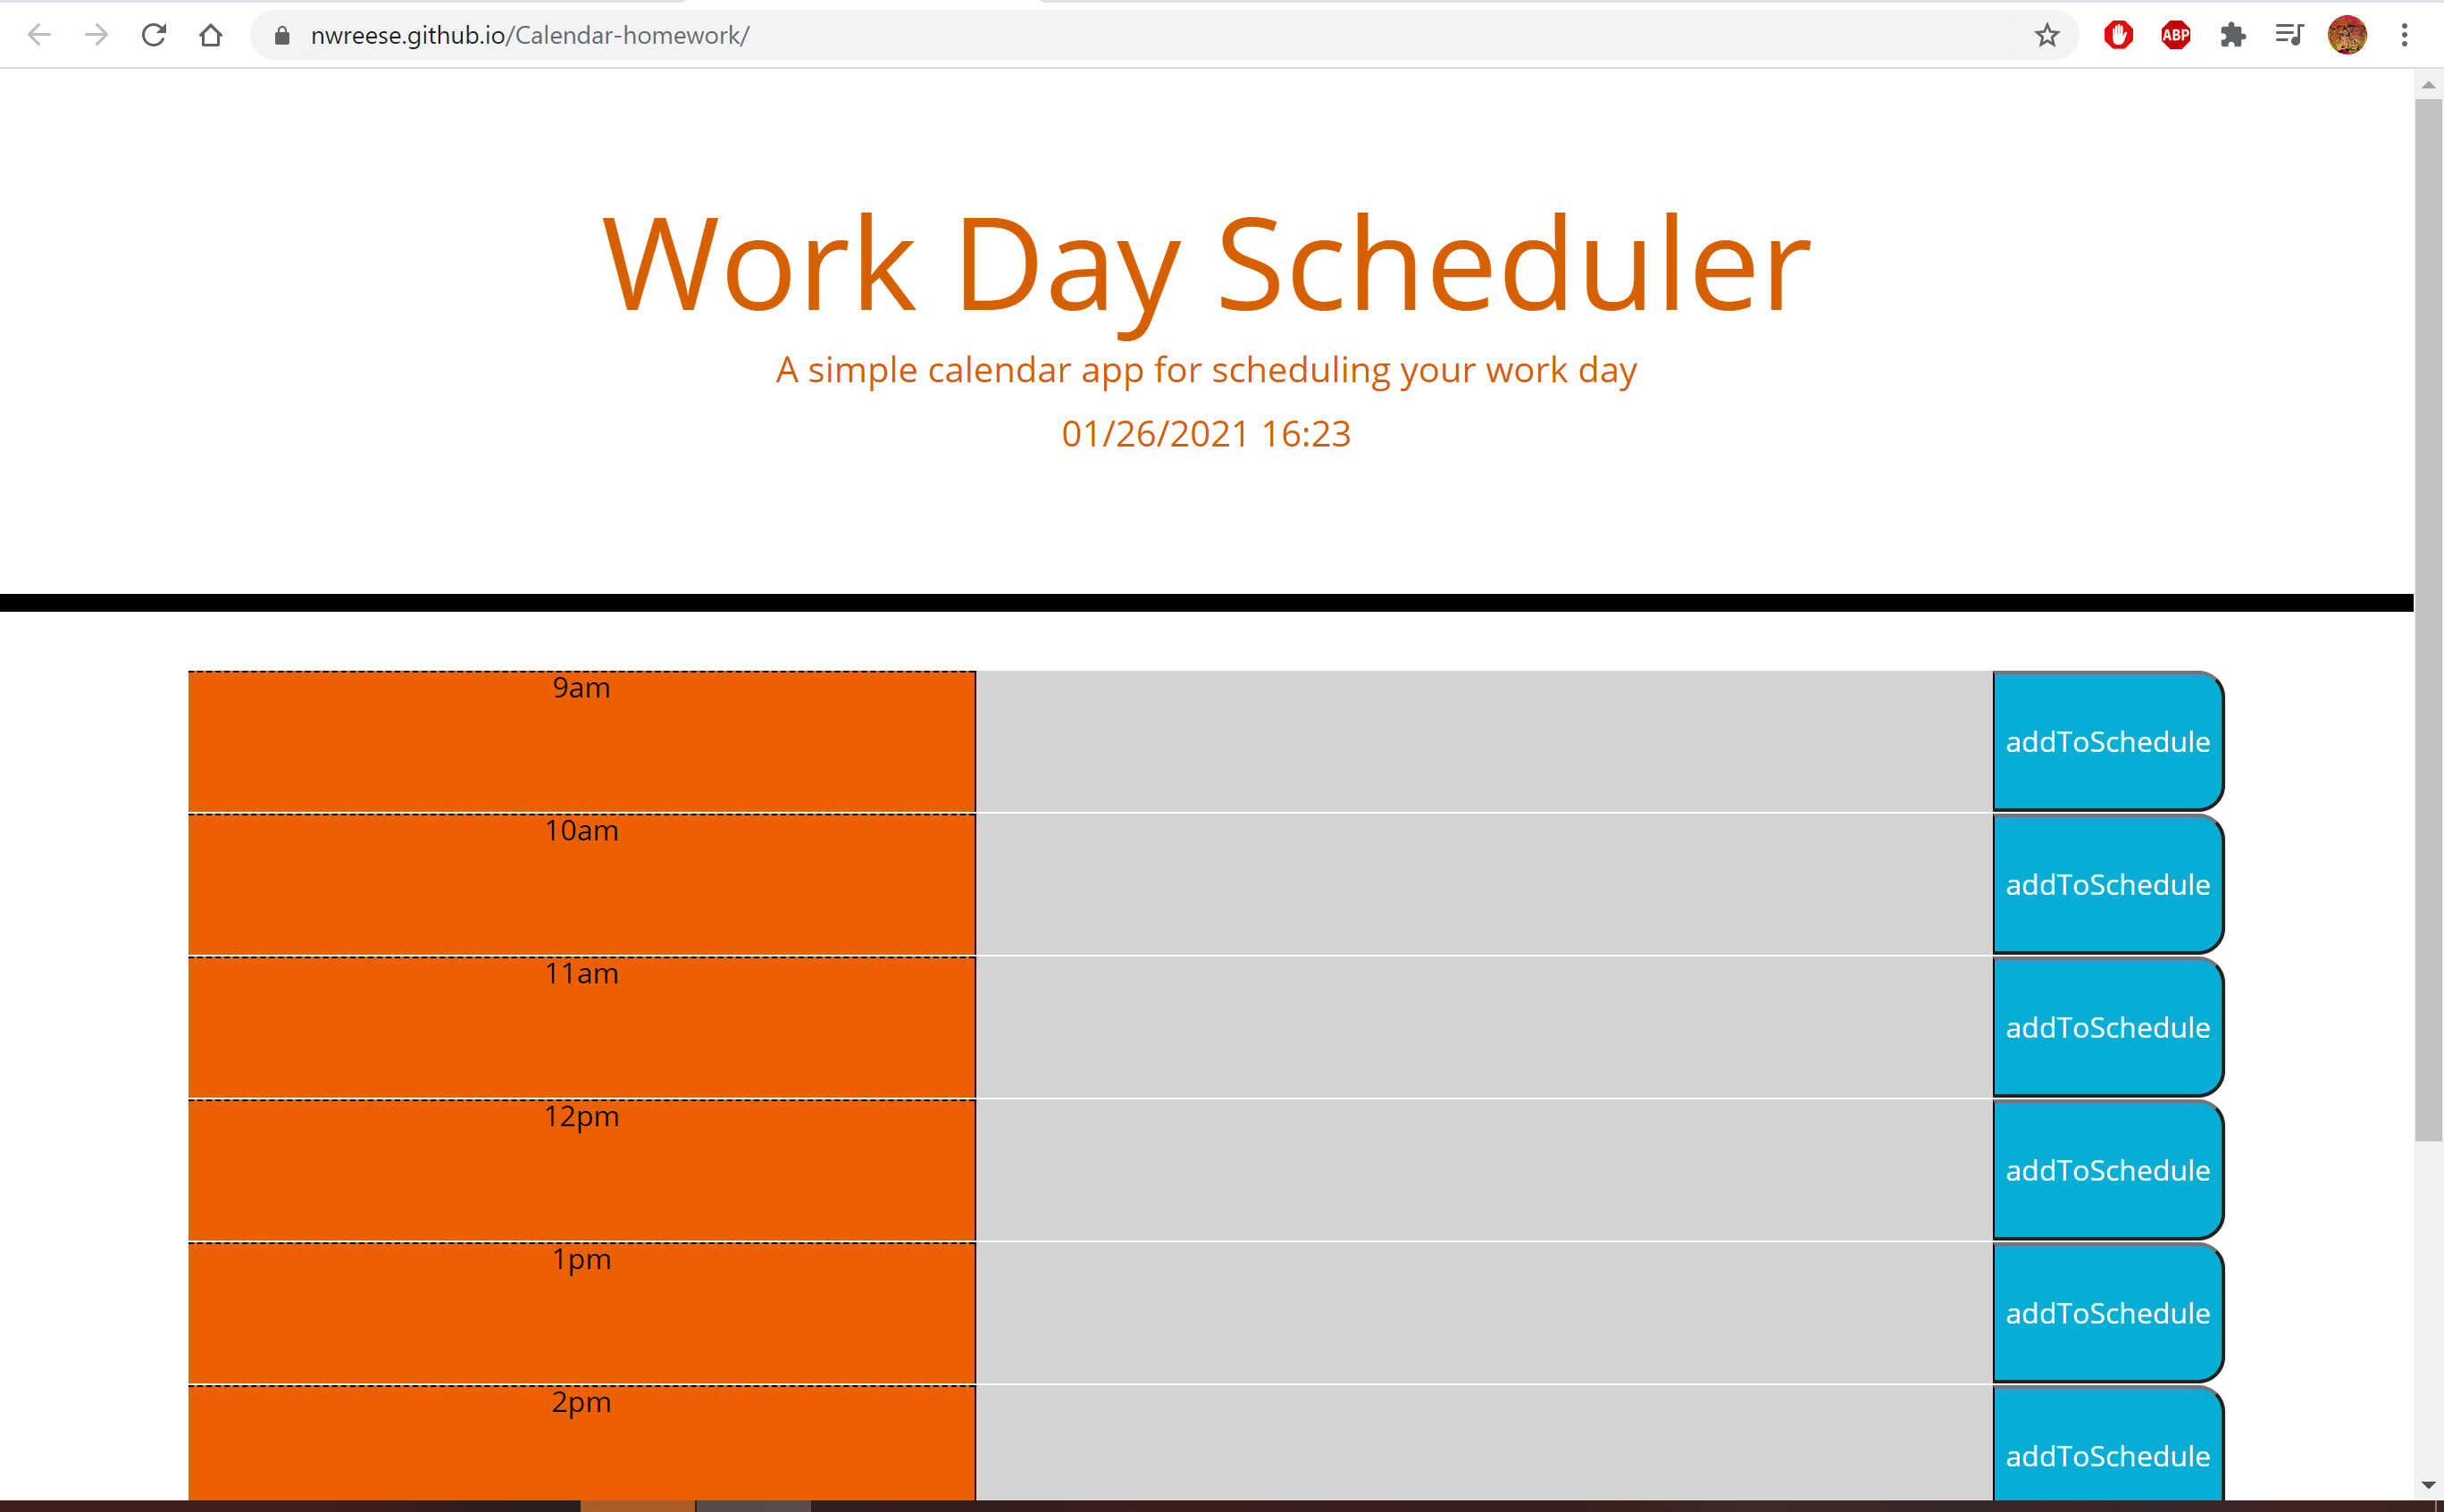 nwreese.github.io/Calendar-homework/
ABP
Work Day Scheduler
A simple calendar app for scheduling your work day
01/26/2021 16:23
9am
addToSchedule
10am
addToSchedule
11am
addToSchedule
12pm
addToSchedule
1pm
addToSchedule
2pm
addToSchedule